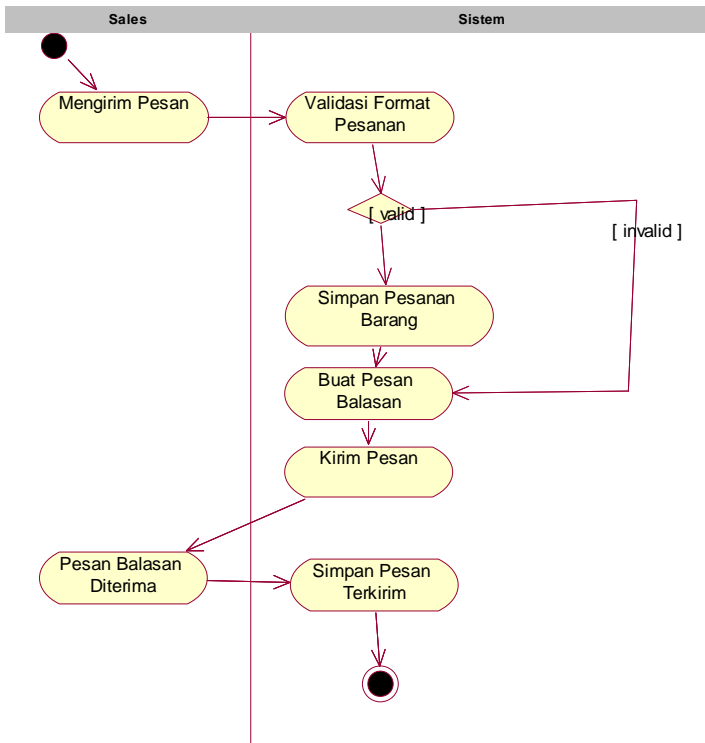 Sales
Sistem
Mengirim Pesan
Validasi Format
Pesanan
[ valid ]
[ invalid ]
Simpan Pesanan
Barang
Buat Pesan
Balasan
Kirim Pesan
Pesan Balasan
Diterima
Simpan Pesan
Terkirim